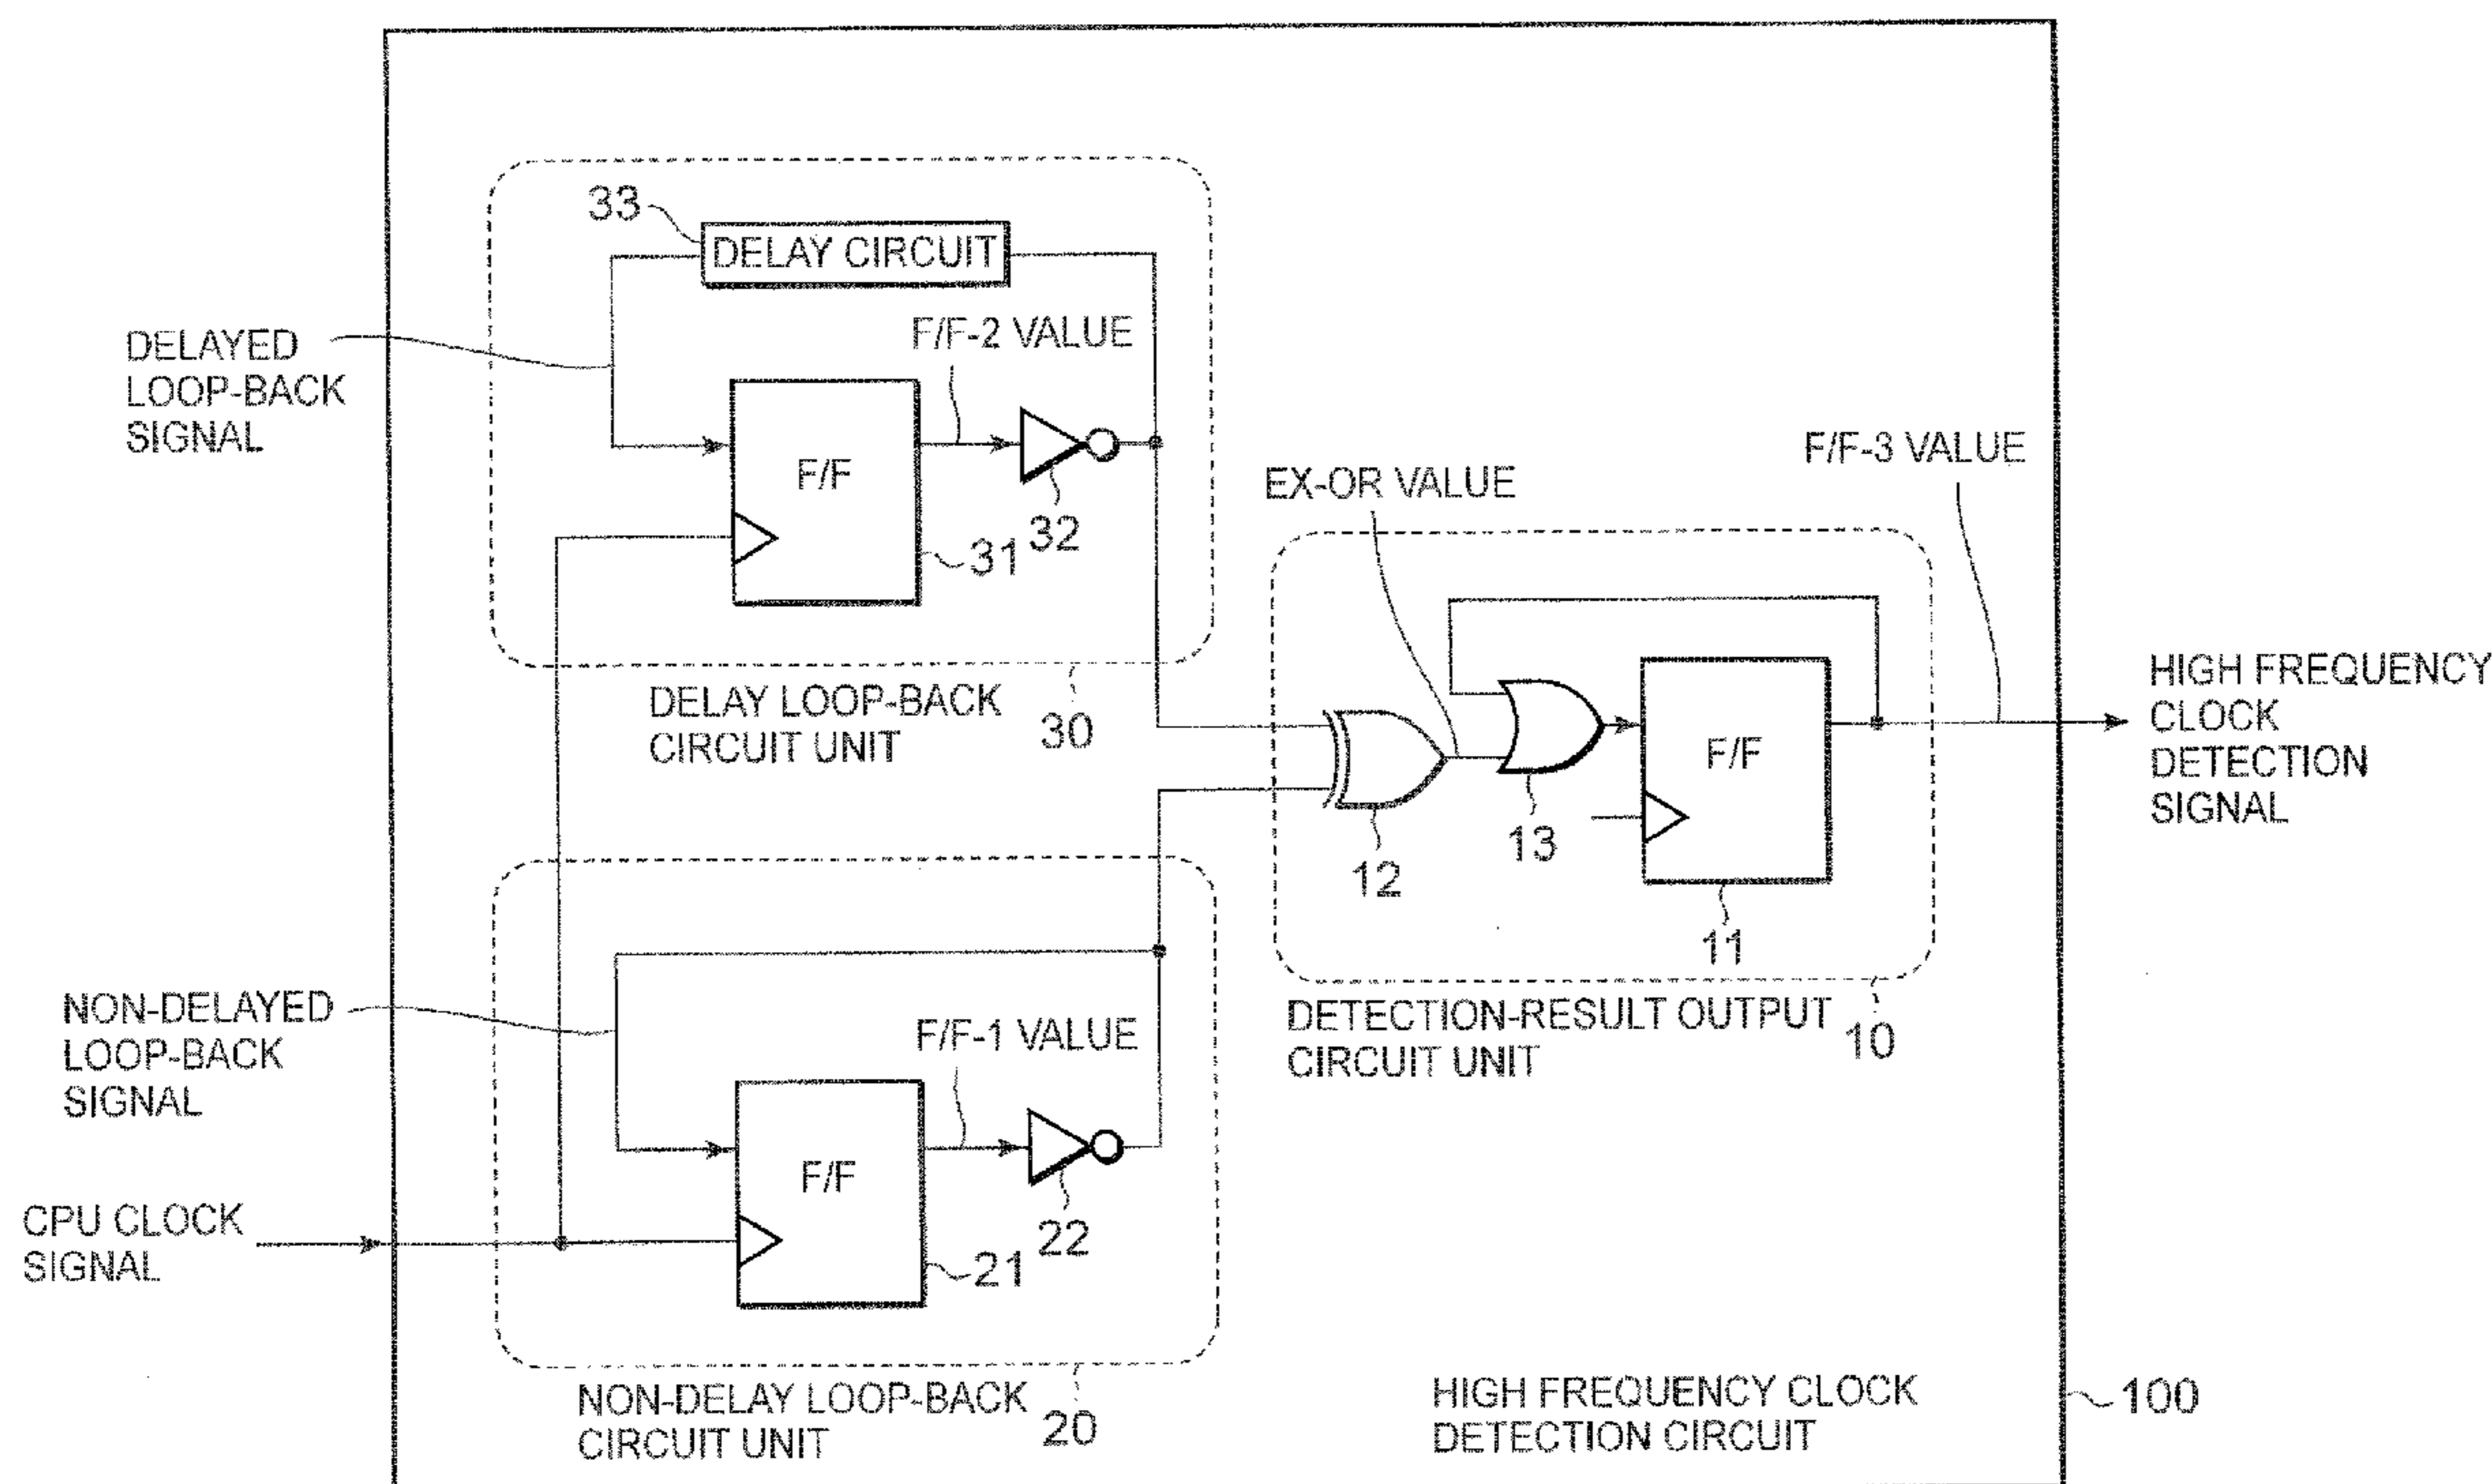 33
DELAY CIRCUIT
DELAYED
LOOP-BACK
SIGNAL
F/F-2 VALUE
F/F
32
31
DELAY LOOP-BACK
CIRCUIT UNIT
30
EX-OR VALUE
F/F-3 VALUE
F/F
12
13
11
HIGH FREQUENCY
CLOCK
DETECTION
SIGNAL
DETECTION-RESULT OUTPUT
CIRCUIT UNIT
10
NON-DELAYED
LOOP-BACK
SIGNAL
F/F-1 VALUE
F/F
22
21
CPU CLOCK
SIGNAL
NON-DELAY LOOP-BACK
CIRCUIT UNIT
20
HIGH FREQUENCY CLOCK
DETECTION CIRCUIT
100